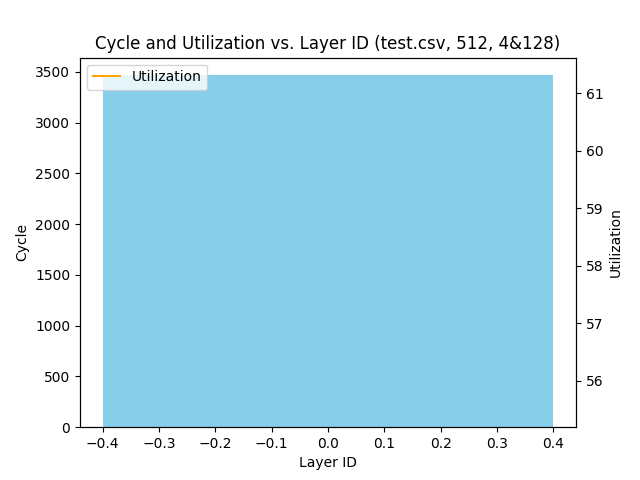 Cycle and Utilization vs. Layer ID (test.csv, 512, 4&128)
Utilization
3500
3000
2500
2000
1500
1000
500
0
Cycle
61
60
59
58
57
56
Utilization
−0.4 −0.3 −0.2 −0.1 0.0 0.1 0.2 0.3 0.4
Layer ID